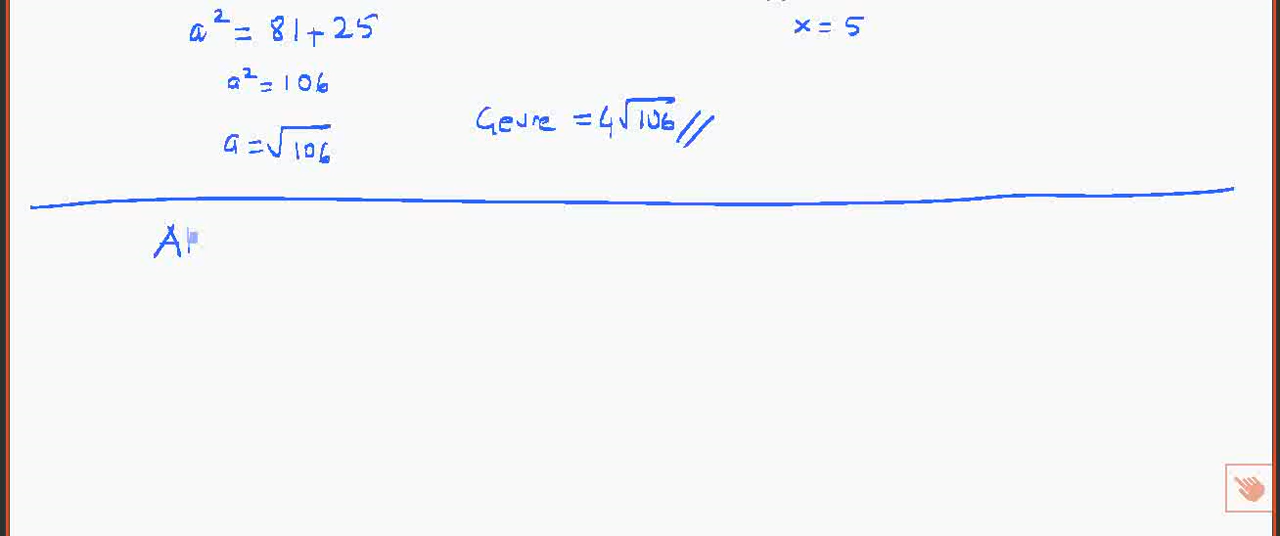 a² = 81 + 25
x = 5
a² = 106
Çevre = 4√106 //
a = √106
A